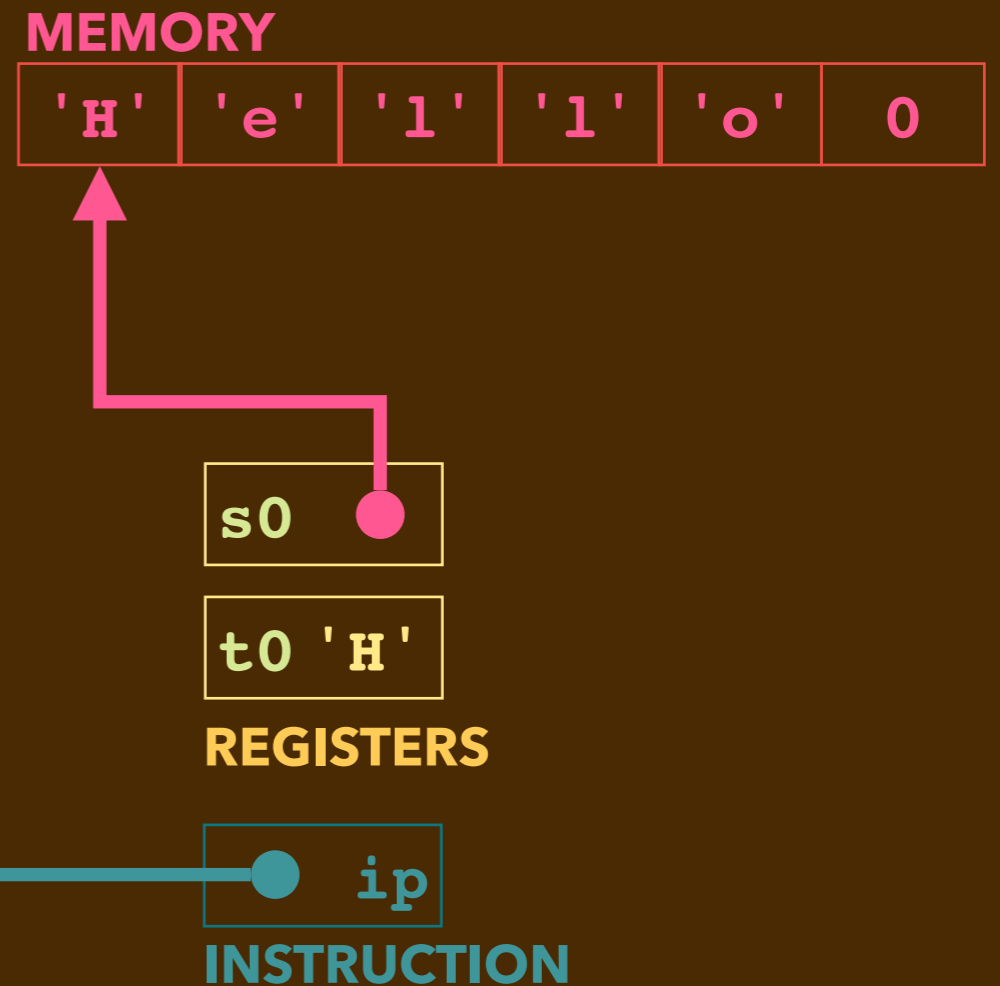 MEMORY
'H' 'e' 'l' 'l' 'o' 0
s0
t0 'H'
REGISTERS
ip
INSTRUCTION